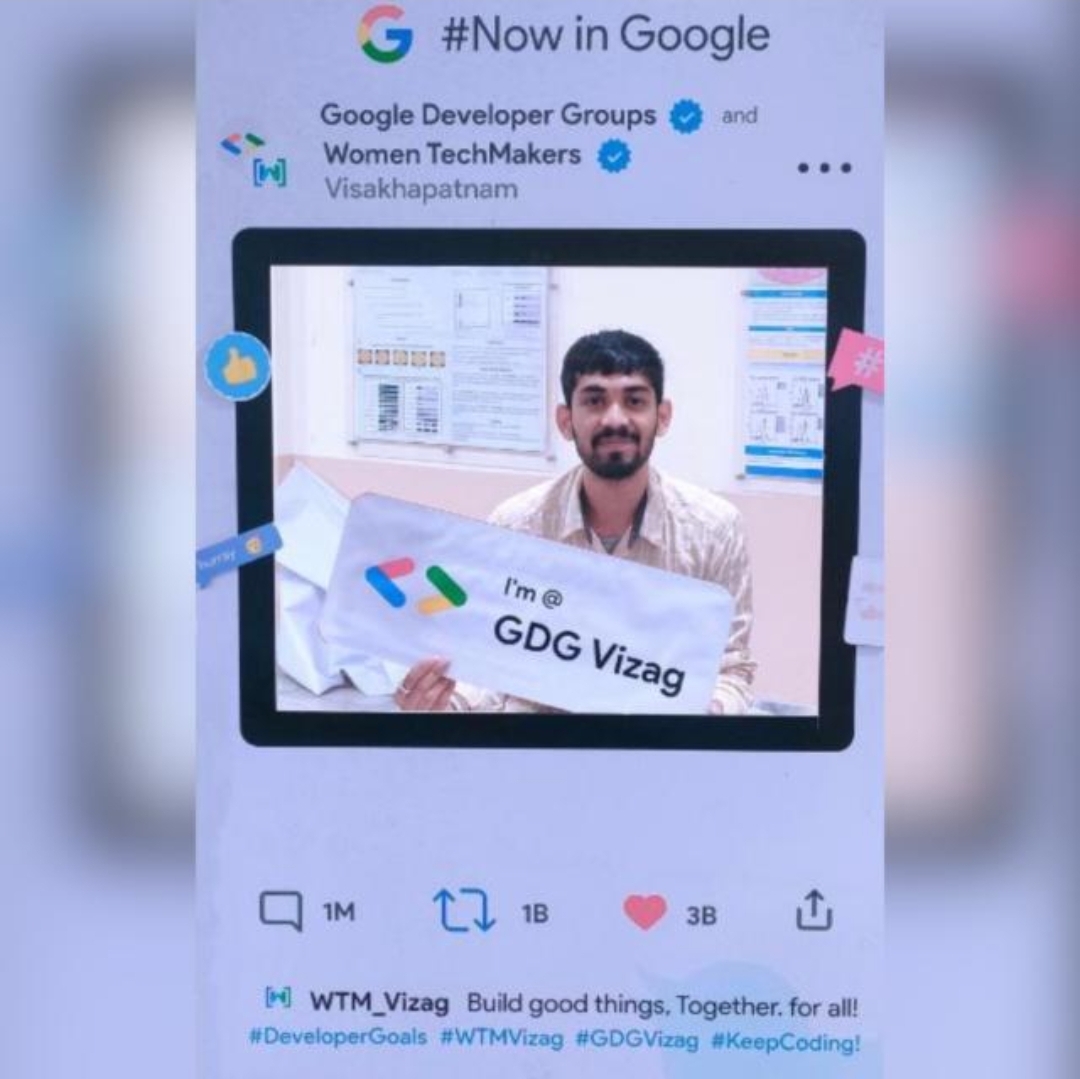 #Now in Google
Google Developer Groups and
Women TechMakers
Visakhapatnam
#
hurray
I'm @
GDG Vizag
1M 1B 3B
WTM_Vizag Build good things, Together. for all!
#DeveloperGoals #WTMVizag #GDGVizag #KeepCoding!